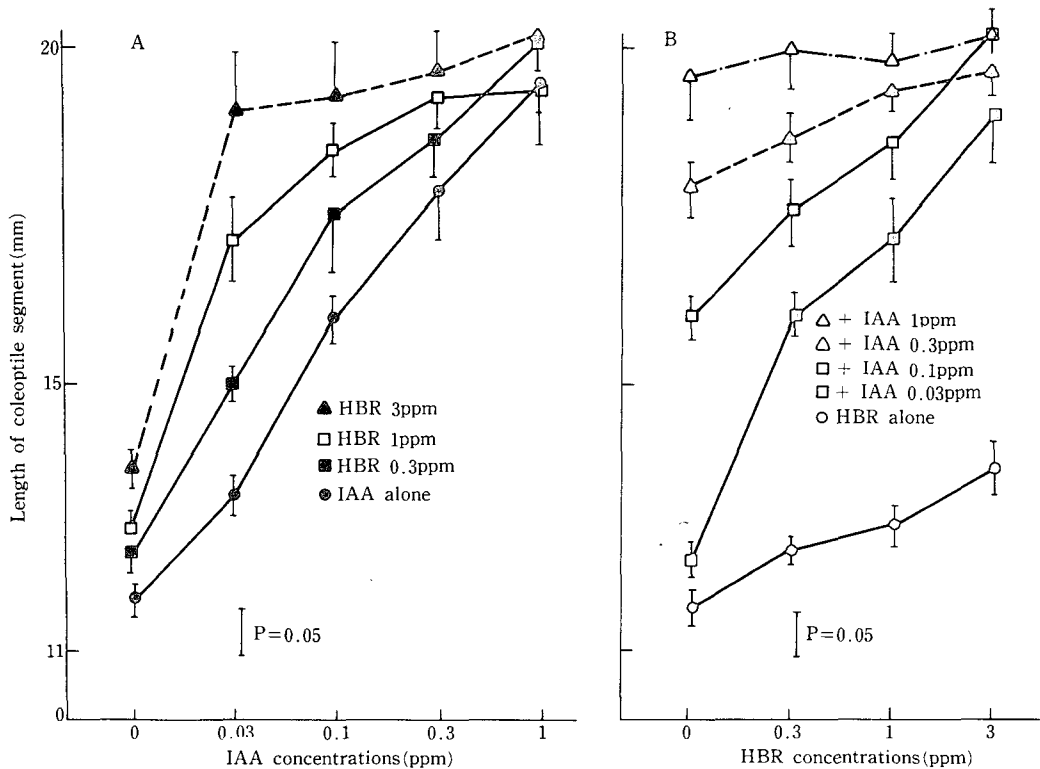 A
B
Length of coleoptile segment (mm)
20
15
11
0
▲ HBR 3ppm
□ HBR 1ppm
■ HBR 0.3ppm
● IAA alone
P=0.05
0 0.03 0.1 0.3 1
IAA concentrations (ppm)
△ + IAA 1ppm
△ + IAA 0.3ppm
□ + IAA 0.1ppm
□ + IAA 0.03ppm
○ HBR alone
P=0.05
0 0.3 1 3
HBR concentrations (ppm)